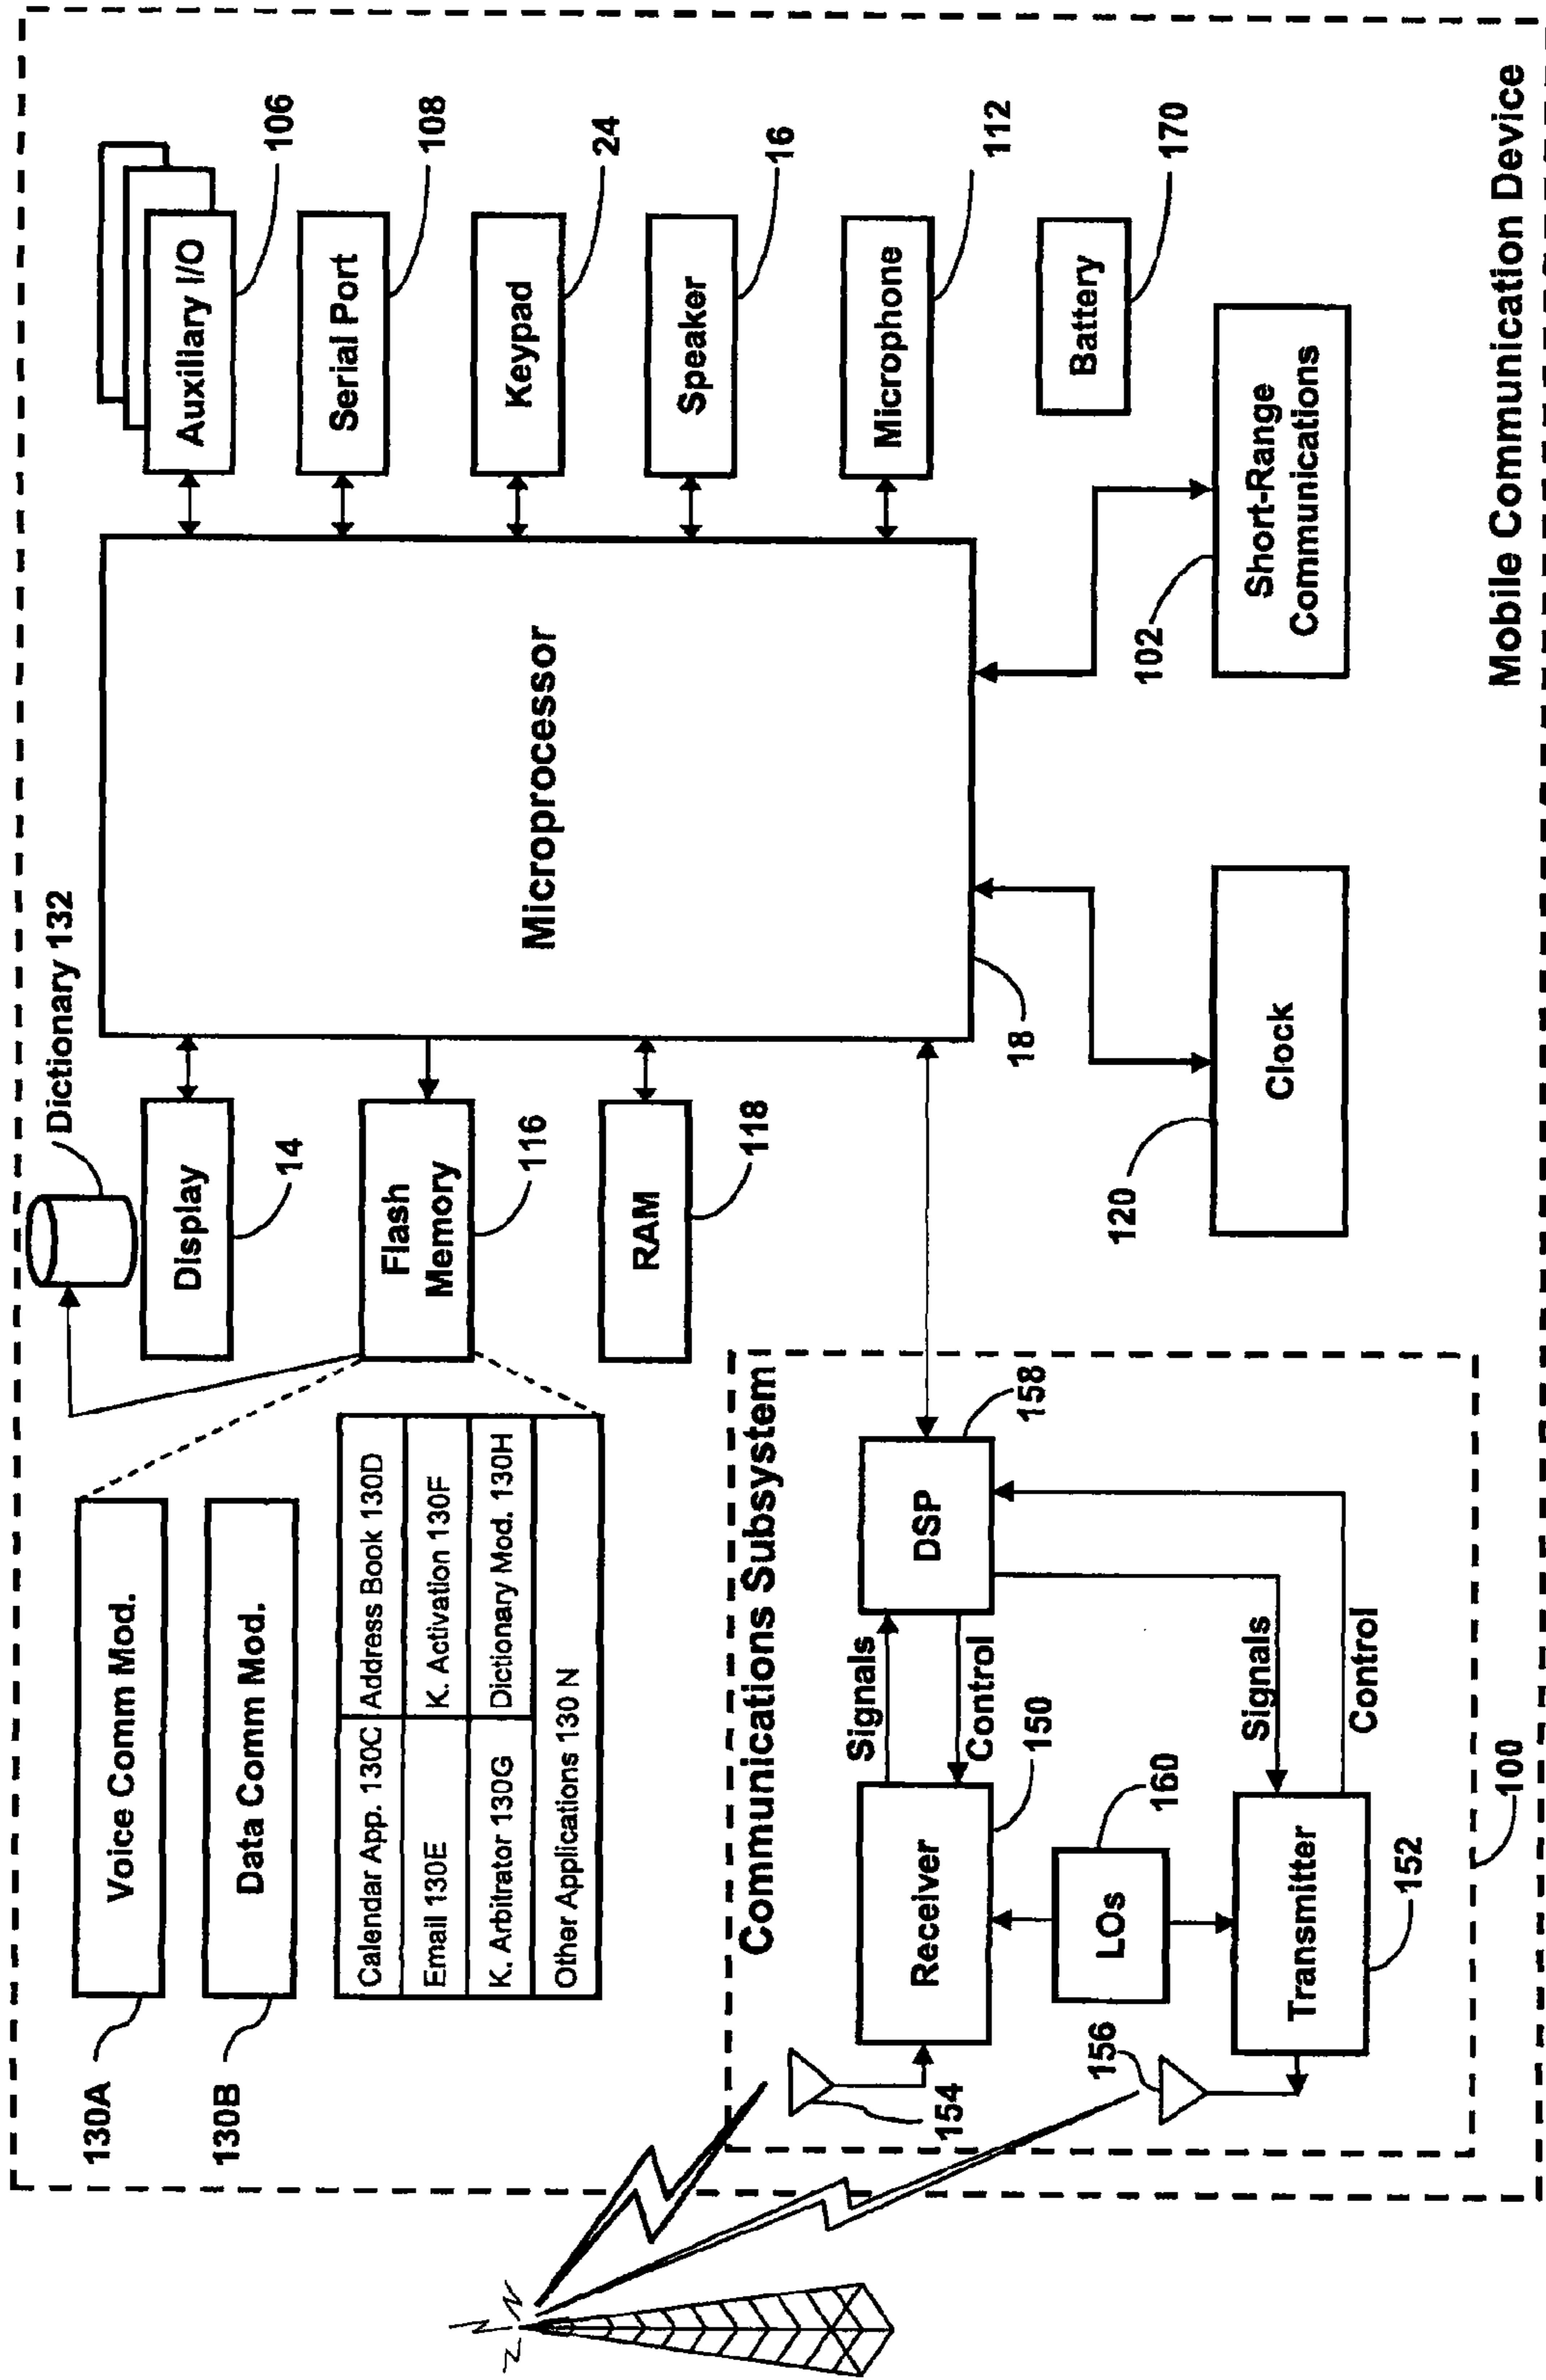 130A
Voice Comm Mod.
130B
Data Comm Mod.
Calendar App. 130C
Address Book 130D
Email 130E
K. Activation 130F
K. Arbitrator 130G
Dictionary Mod. 130H
Other Applications 130 N
Dictionary 132
Display
14
Flash
Memory
116
RAM
118
Microprocessor
18
Auxiliary I/O
106
Serial Port
108
Keypad
24
Speaker
16
Microphone
112
Battery
170
Communications Subsystem
Receiver
150
Signals
Control
DSP
158
LOs
160
Signals
Control
Transmitter
152
154
156
100
Clock
120
Short-Range
Communications
102
Mobile Communication Device